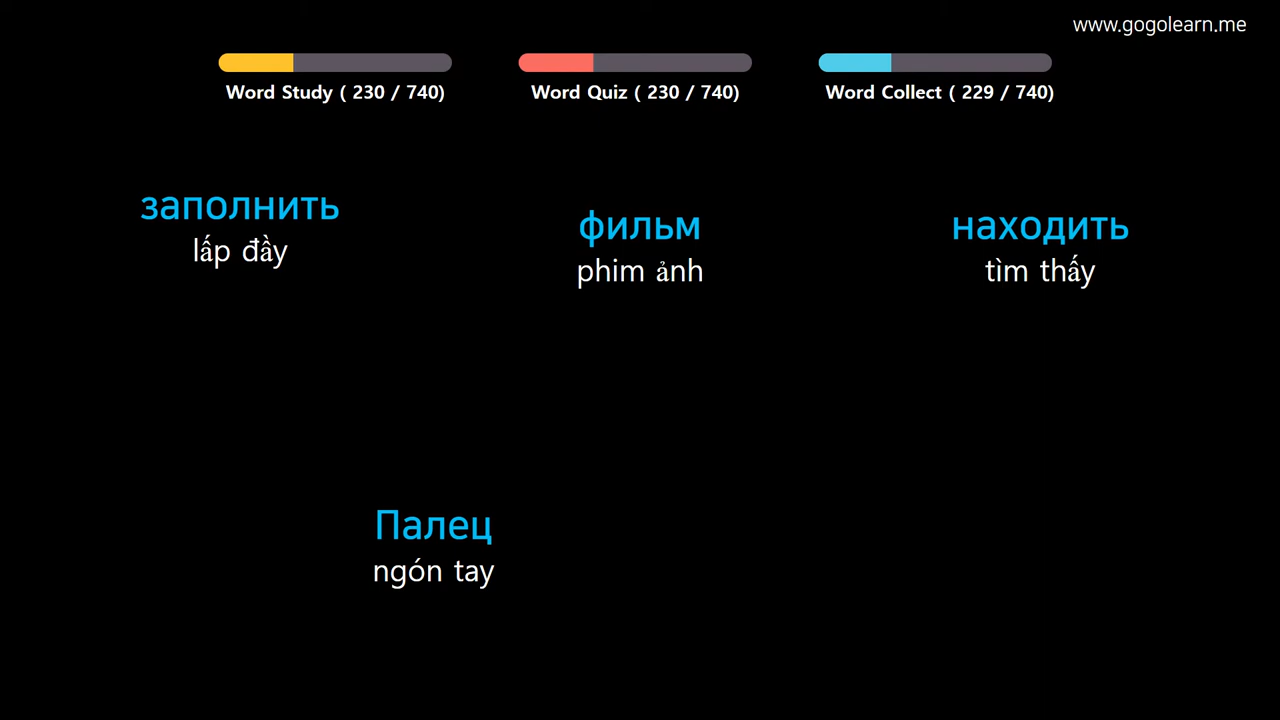 www.gogolearn.me
Word Study ( 230 / 740)
Word Quiz ( 230 / 740)
Word Collect ( 229 / 740)
заполнить
lấp đầy
фильм
phim ảnh
находить
tìm thấy
Палец
ngón tay